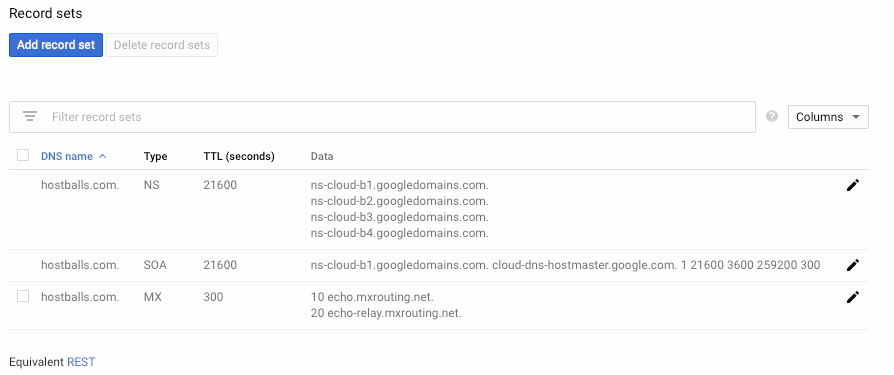 Record sets
Add record set Delete record sets
Filter record sets ? Columns
DNS name Type TTL (seconds) Data
hostballs.com. NS 21600 ns-cloud-b1.googledomains.com.
ns-cloud-b2.googledomains.com.
ns-cloud-b3.googledomains.com.
ns-cloud-b4.googledomains.com.
hostballs.com. SOA 21600 ns-cloud-b1.googledomains.com. cloud-dns-hostmaster.google.com. 1 21600 3600 259200 300
hostballs.com. MX 300 10 echo.mxrouting.net.
20 echo-relay.mxrouting.net.
Equivalent REST